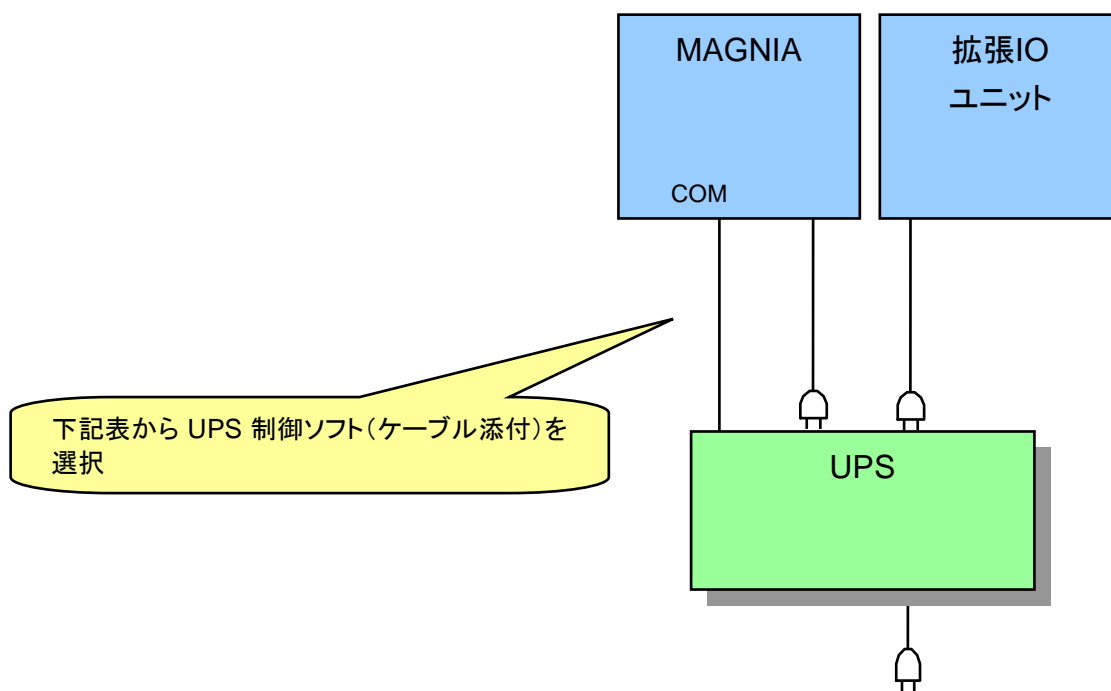 MAGNIA
COM
拡張IO
ユニット
下記表から UPS 制御ソフト(ケーブル添付)を
選択
UPS